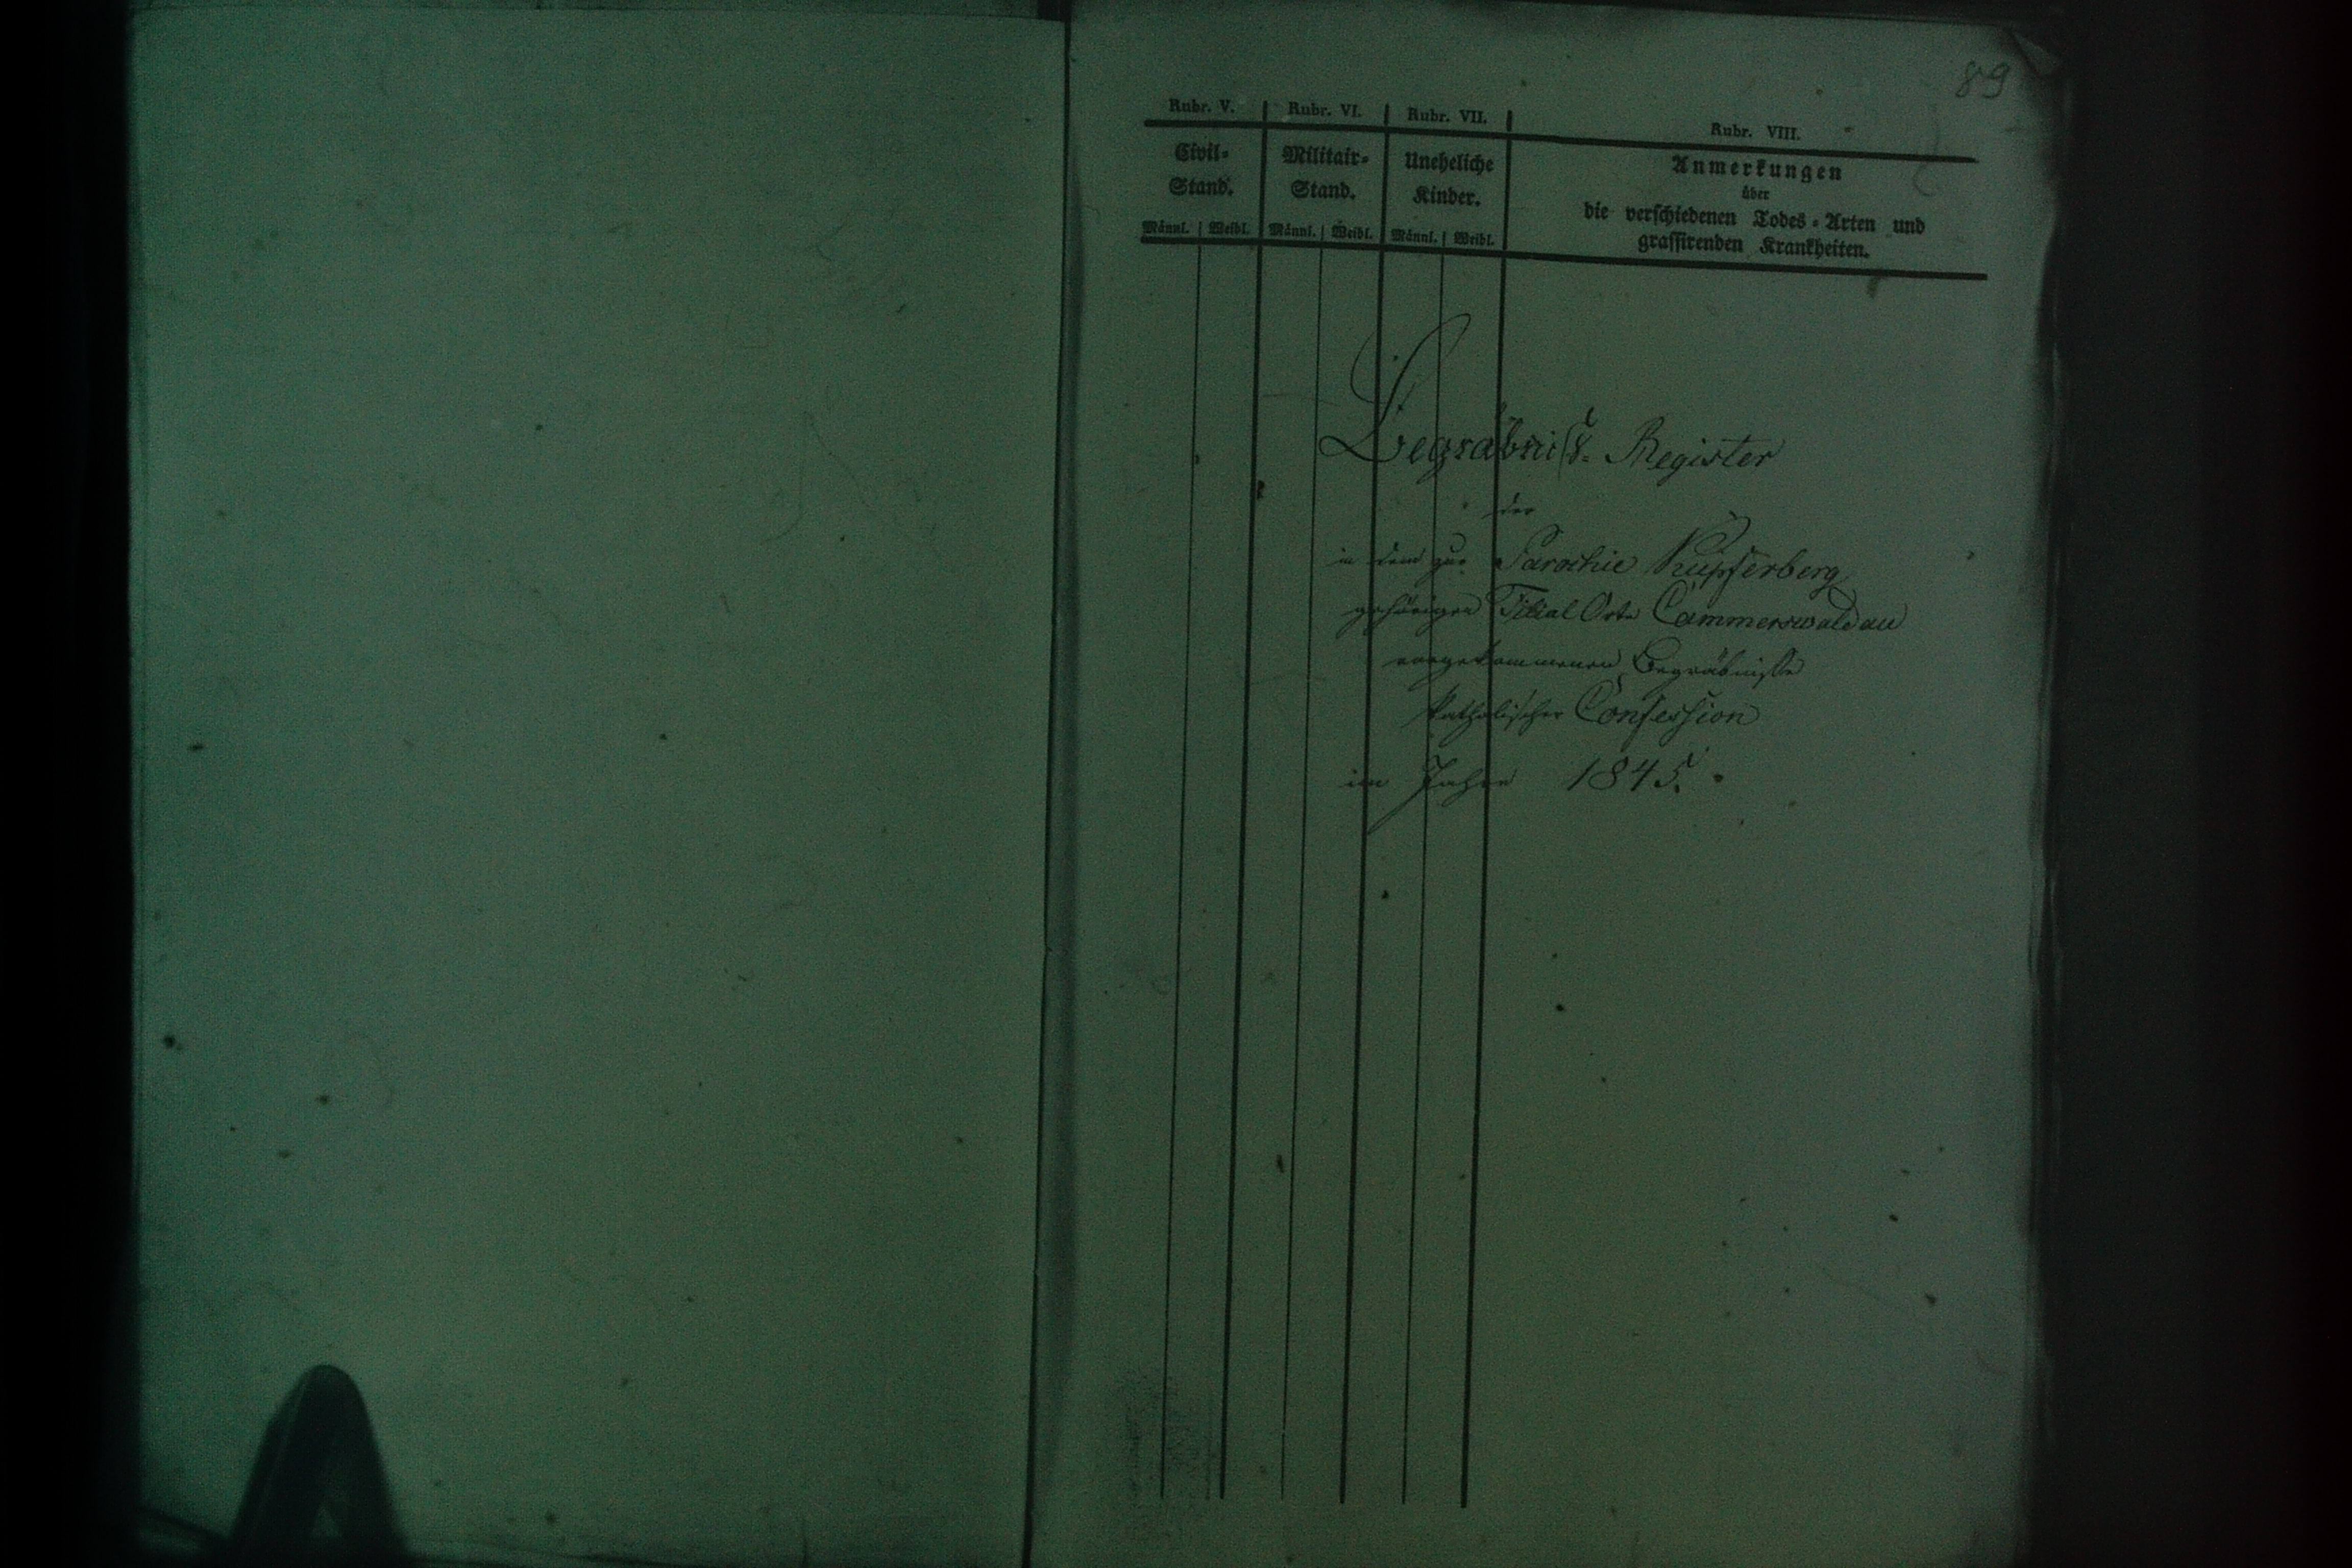 89
Rubr. V. Rubr. VI. Rubr. VII. Rubr. VIII.
Civil= Militair= Uneheliche Anmerkungen
Stand. Stand. Kinder. über
die verschiedenen Todes=Arten und
Männl. Weibl. Männl. Weibl. Männl. Weibl. grassirenden Krankheiten.
Begräbniß-Register
der
in dem zur Parochie Kupferberg
gehörigen Filial Orte Cammerswaldau
vorgekommenen Begräbnisse
katholischer Confession
im Jahre 1845.